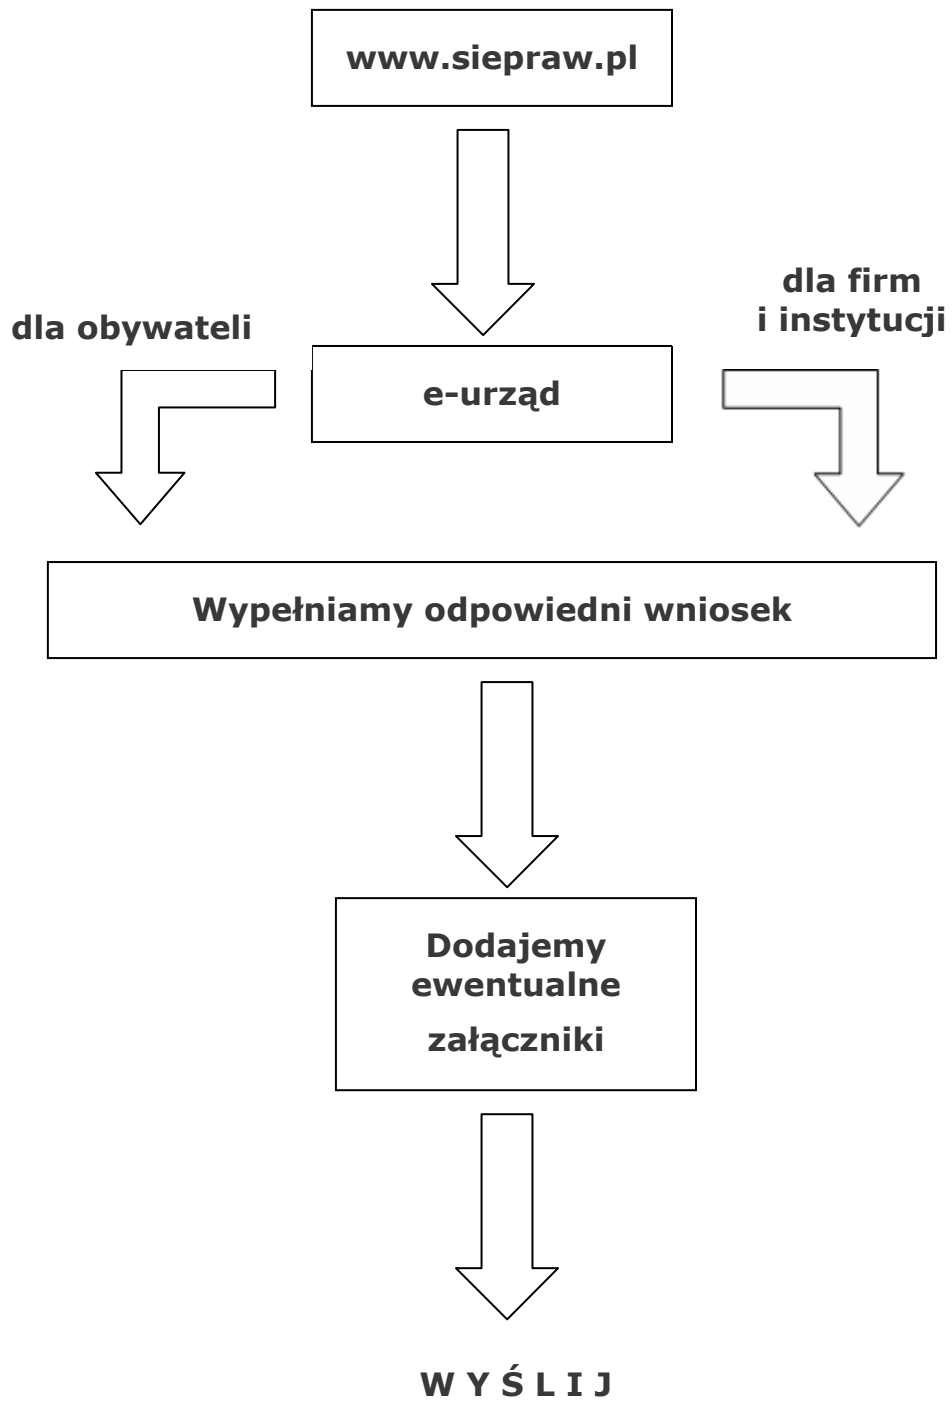 www.siepraw.pl
dla firm
i instytucji
dla obywateli
e-urząd
Wypełniamy odpowiedni wniosek
Dodajemy
ewentualne
załączniki
W Y Ś L I J